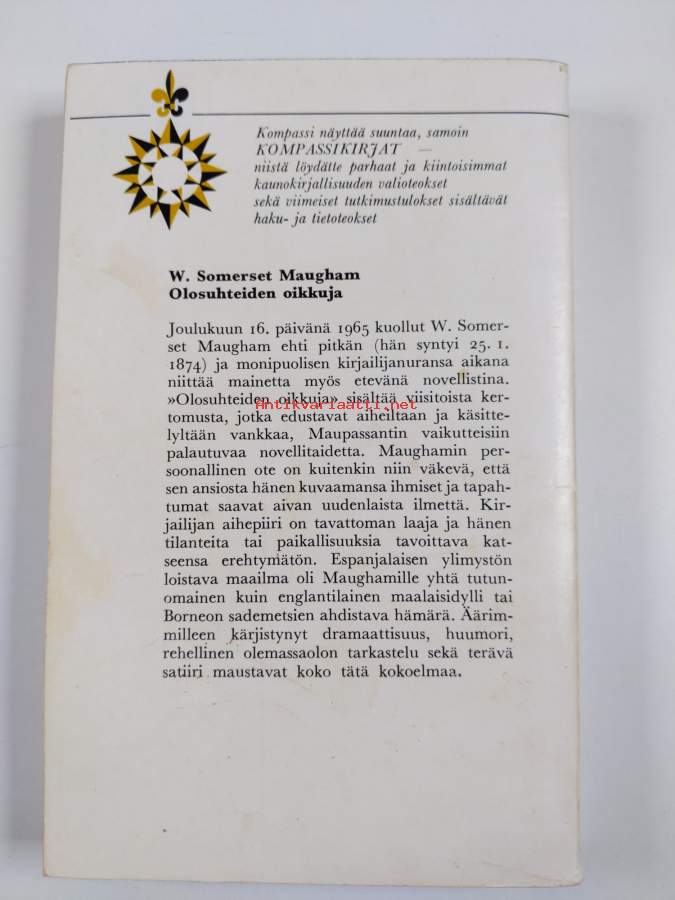 Kompassi näyttää suuntaa, samoin
KOMPASSIKIRJAT —
niistä löydätte parhaat ja kiintoisimmat
kaunokirjallisuuden valioteokset
sekä viimeiset tutkimustulokset sisältävät
haku- ja tietoteokset
W. Somerset Maugham
Olosuhteiden oikkuja
Joulukuun 16. päivänä 1965 kuollut W. Somer-
set Maugham ehti pitkän (hän syntyi 25. 1.
1874) ja monipuolisen kirjailijanuransa aikana
niittää mainetta myös etevänä novellistina.
»Olosuhteiden oikkuja» sisältää viisitoista ker-
Antikvariaatti.net
tomusta, jotka edustavat aiheiltaan ja käsitte-
lyltään vankkaa, Maupassantin vaikutteisiin
palautuvaa novellitaidetta. Maughamin per-
soonallinen ote on kuitenkin niin väkevä, että
sen ansiosta hänen kuvaamansa ihmiset ja tapah-
tumat saavat aivan uudenlaista ilmettä. Kir-
jailijan aihepiiri on tavattoman laaja ja hänen
tilanteita tai paikallisuuksia tavoittava kat-
seensa erehtymätön. Espanjalaisen ylimystön
loistava maailma oli Maughamille yhtä tutun-
omainen kuin englantilainen maalaisidylli tai
Borneon sademetsien ahdistava hämärä. Äärim-
milleen kärjistynyt dramaattisuus, huumori,
rehellinen olemassaolon tarkastelu sekä terävä
satiiri maustavat koko tätä kokoelmaa.